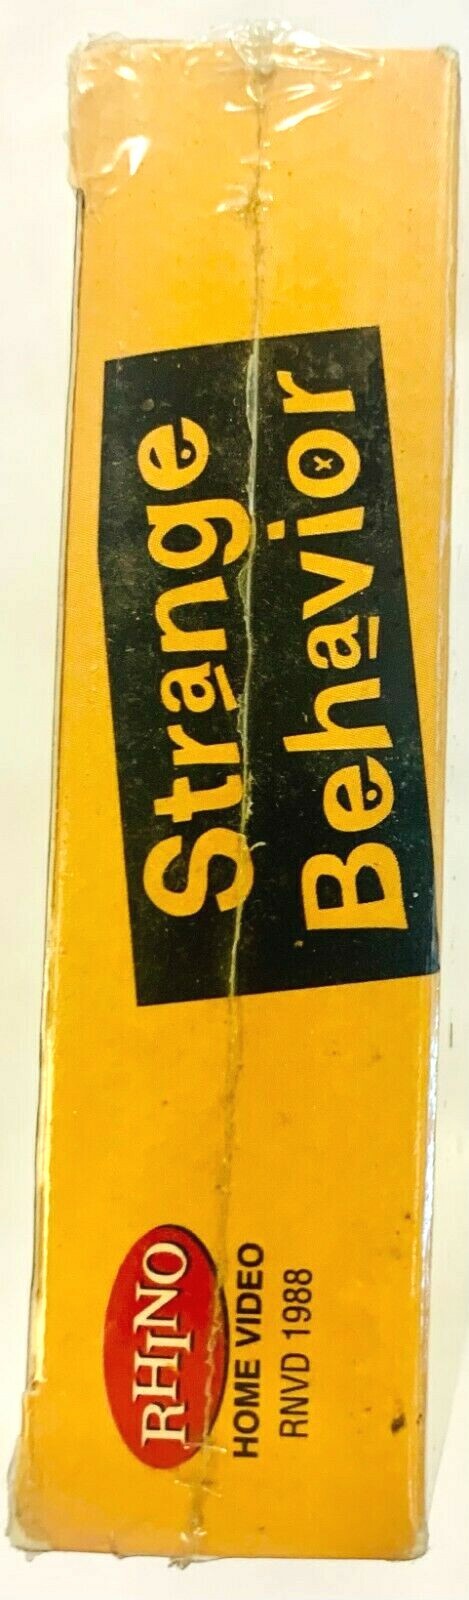 Strange
Behavior
RHINO
HOME VIDEO
RNVD 1988